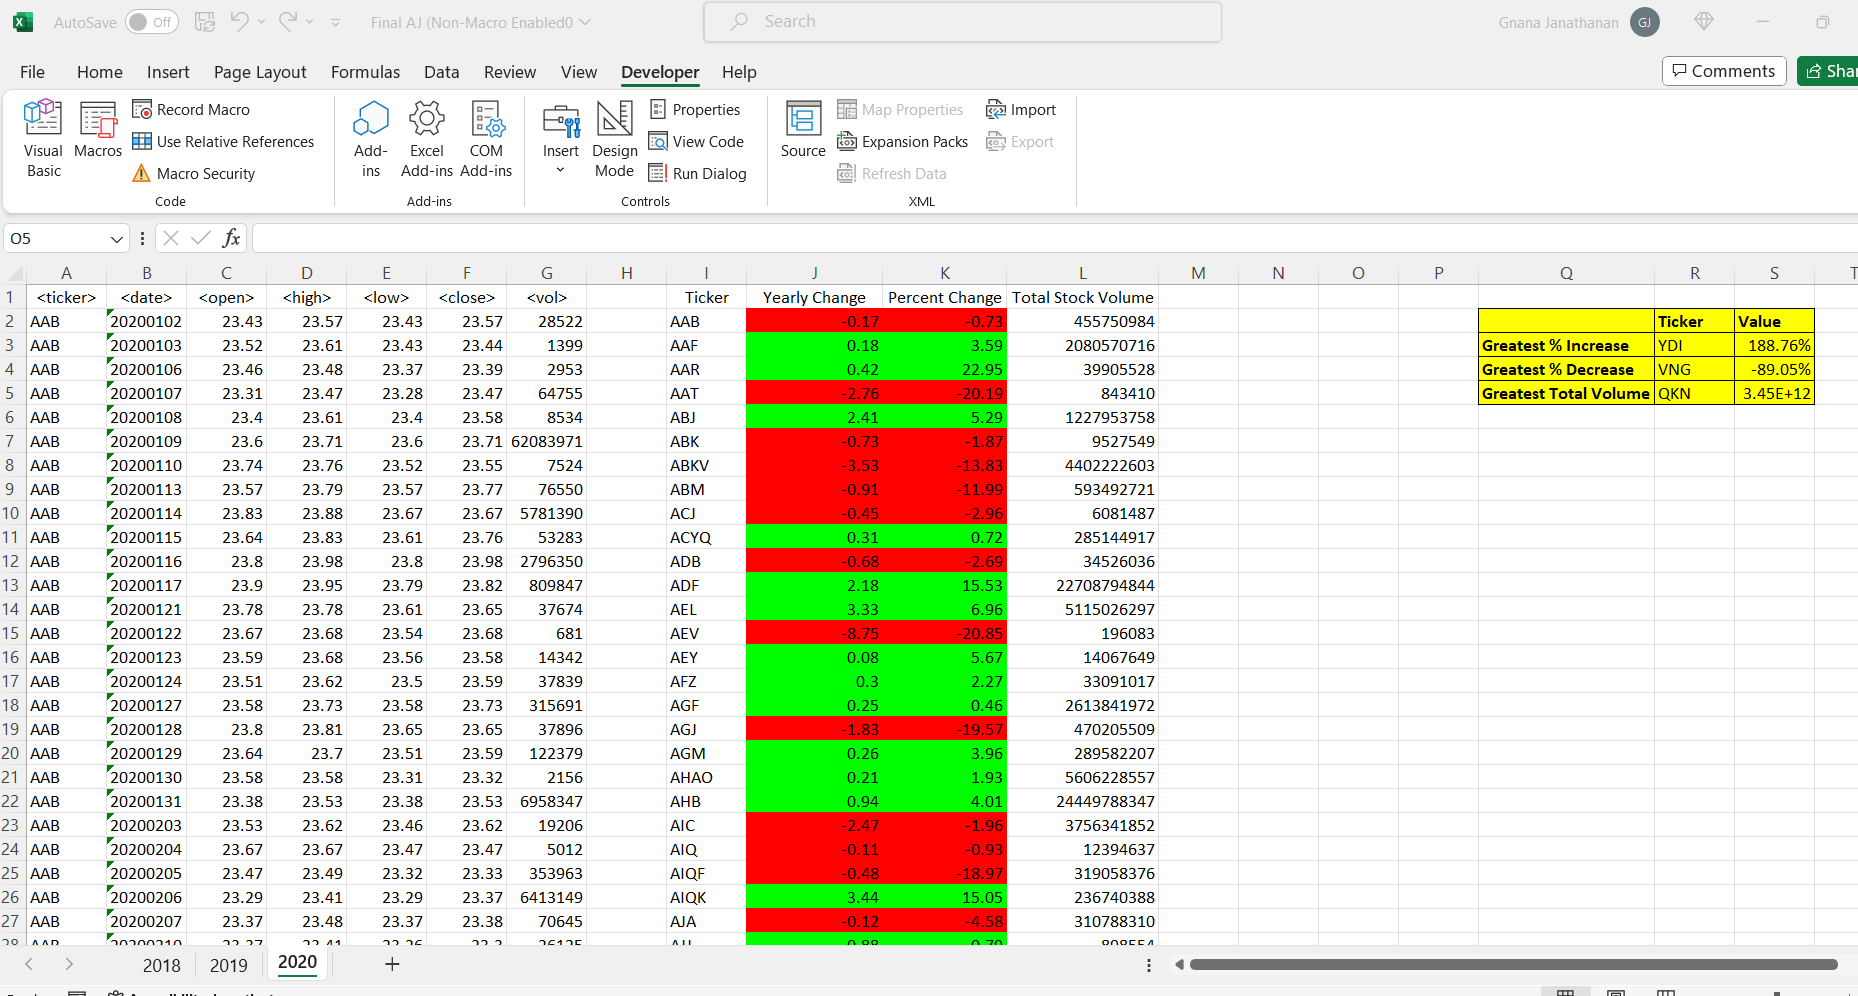 AutoSave Off Final AJ (Non-Macro Enabled0 Search Gnana Janathanan GJ
File Home Insert Page Layout Formulas Data Review View Developer Help Comments Shar
Visual Basic Macros Record Macro Use Relative References Macro Security Code
Add-ins Excel Add-ins COM Add-ins Add-ins
Insert Design Mode Properties View Code Run Dialog Controls
Source Map Properties Expansion Packs Refresh Data Import Export XML
O5 fx
A B C D E F G H I J K L M N O P Q R S T
1 <ticker> <date> <open> <high> <low> <close> <vol> Ticker Yearly Change Percent Change Total Stock Volume
2 AAB 20200102 23.43 23.57 23.43 23.57 28522 AAB -0.17 -0.73 455750984 Ticker Value
3 AAB 20200103 23.52 23.61 23.43 23.44 1399 AAF 0.18 3.59 2080570716 Greatest % Increase YDI 188.76%
4 AAB 20200106 23.46 23.48 23.37 23.39 2953 AAR 0.42 22.95 39905528 Greatest % Decrease VNG -89.05%
5 AAB 20200107 23.31 23.47 23.28 23.47 64755 AAT -2.76 -20.19 843410 Greatest Total Volume QKN 3.45E+12
6 AAB 20200108 23.4 23.61 23.4 23.58 8534 ABJ 2.41 5.29 1227953758
7 AAB 20200109 23.6 23.71 23.6 23.71 62083971 ABK -0.73 -1.87 9527549
8 AAB 20200110 23.74 23.76 23.52 23.55 7524 ABKV -3.53 -13.83 4402222603
9 AAB 20200113 23.57 23.79 23.57 23.77 76550 ABM -0.91 -11.99 593492721
10 AAB 20200114 23.83 23.88 23.67 23.67 5781390 ACJ -0.45 -2.96 6081487
11 AAB 20200115 23.64 23.83 23.61 23.76 53283 ACYQ 0.31 0.72 285144917
12 AAB 20200116 23.8 23.98 23.8 23.98 2796350 ADB -0.68 -2.69 34526036
13 AAB 20200117 23.9 23.95 23.79 23.82 809847 ADF 2.18 15.53 22708794844
14 AAB 20200121 23.78 23.78 23.61 23.65 37674 AEL 3.33 6.96 5115026297
15 AAB 20200122 23.67 23.68 23.54 23.68 681 AEV -8.75 -20.85 196083
16 AAB 20200123 23.59 23.68 23.56 23.58 14342 AEY 0.08 5.67 14067649
17 AAB 20200124 23.51 23.62 23.5 23.59 37839 AFZ 0.3 2.27 33091017
18 AAB 20200127 23.58 23.73 23.58 23.73 315691 AGF 0.25 0.46 2613841972
19 AAB 20200128 23.8 23.81 23.65 23.65 37896 AGJ -1.83 -19.57 470205509
20 AAB 20200129 23.64 23.7 23.51 23.59 122379 AGM 0.26 3.96 289582207
21 AAB 20200130 23.58 23.58 23.31 23.32 2156 AHAO 0.21 1.93 5606228557
22 AAB 20200131 23.38 23.53 23.38 23.53 6958347 AHB 0.94 4.01 24449788347
23 AAB 20200203 23.53 23.62 23.46 23.62 19206 AIC -2.47 -1.96 3756341852
24 AAB 20200204 23.67 23.67 23.47 23.47 5012 AIQ -0.11 -0.93 12394637
25 AAB 20200205 23.47 23.49 23.32 23.33 353963 AIQF -0.48 -18.97 319058376
26 AAB 20200206 23.29 23.41 23.29 23.37 6413149 AIQK 3.44 15.05 236740388
27 AAB 20200207 23.37 23.48 23.37 23.38 70645 AJA -0.12 -4.58 310788310
2018 2019 2020